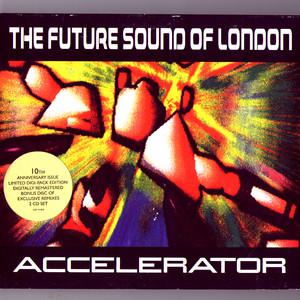 THE FUTURE SOUND OF LONDON
10TH
ANNIVERSARY ISSUE
LIMITED DIGI PACK EDITION
DIGITALLY REMASTERED
BONUS DISC OF
EXCLUSIVE REMIXES
2 CD SET
ACCELERATOR